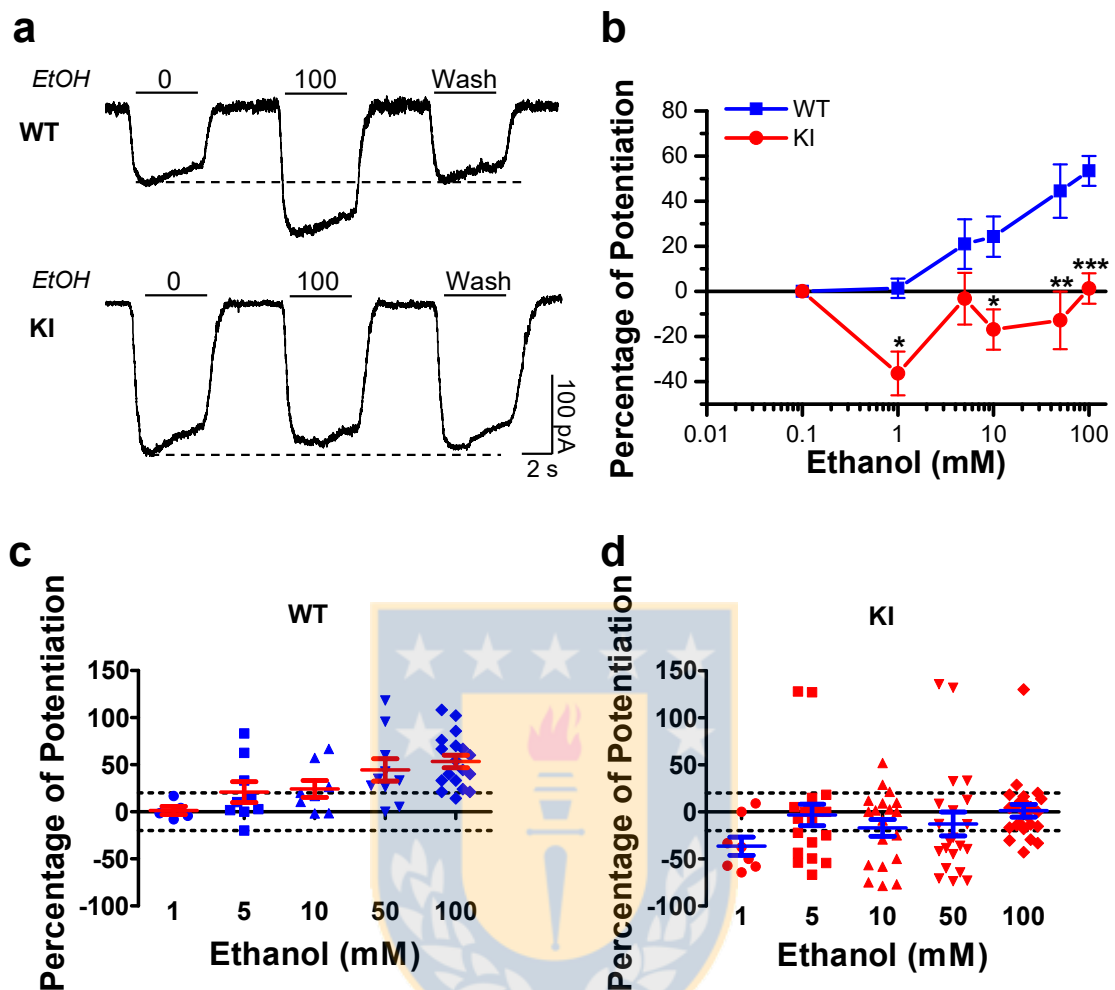 a
EtOH 0 100 Wash
WT
EtOH 0 100 Wash
KI
100 pA
2 s
b
Percentage of Potentiation
80
60
40
20
0
-20
-40
WT
KI
*
*
**
***
0.01 0.1 1 10 100
Ethanol (mM)
c
WT
Percentage of Potentiation
150
100
50
0
-50
-100
1 5 10 50 100
Ethanol (mM)
d
KI
Percentage of Potentiation
150
100
50
0
-50
-100
1 5 10 50 100
Ethanol (mM)